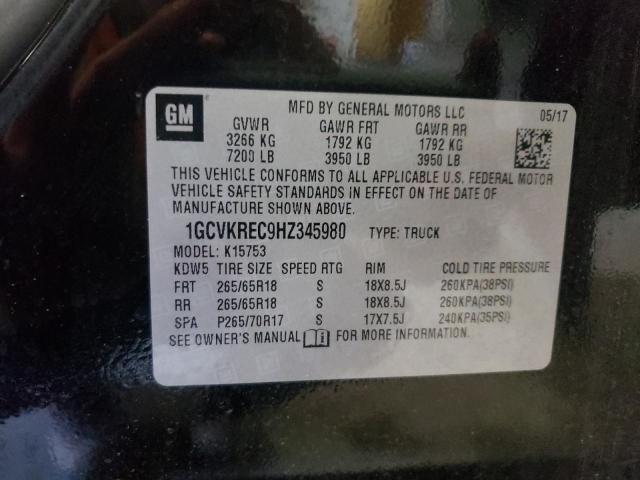 GM
MFD BY GENERAL MOTORS LLC 05/17
GVWR GAWR FRT GAWR RR
3266 KG 1792 KG 1792 KG
7200 LB 3950 LB 3950 LB
THIS VEHICLE CONFORMS TO ALL APPLICABLE U.S. FEDERAL MOTOR
VEHICLE SAFETY STANDARDS IN EFFECT ON THE DATE OF
MANUFACTURE SHOWN ABOVE.
1GCVKREC9HZ345980 TYPE: TRUCK
MODEL: K15753
KDW5 TIRE SIZE SPEED RTG RIM COLD TIRE PRESSURE
FRT 265/65R18 S 18X8.5J 260KPA(38PSI)
RR 265/65R18 S 18X8.5J 260KPA(38PSI)
SPA P265/70R17 S 17X7.5J 240KPA(35PSI)
SEE OWNER'S MANUAL FOR MORE INFORMATION.